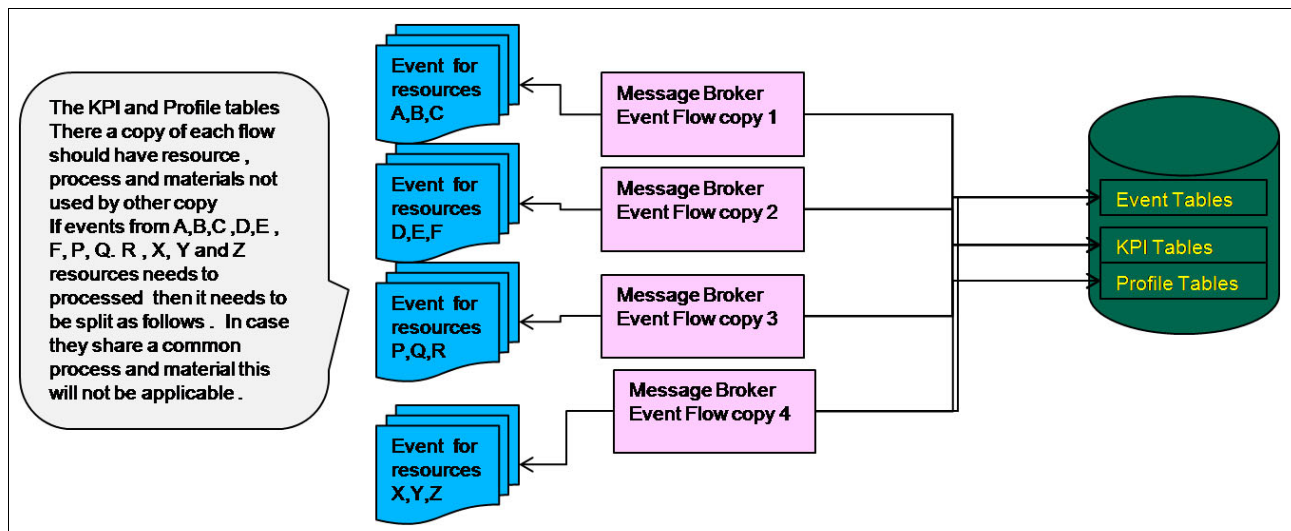 The KPI and Profile tables
There a copy of each flow
should have resource ,
process and materials not
used by other copy
If events from A,B,C ,D,E ,
F, P, Q. R , X, Y and Z
resources needs to
processed then it needs to
be split as follows . In case
they share a common
process and material this
will not be applicable .
Event for
resources
A,B,C
Event for
resources
D,E,F
Event for
resources
P,Q,R
Event for
resources
X,Y,Z
Message Broker
Event Flow copy 1
Message Broker
Event Flow copy 2
Message Broker
Event Flow copy 3
Message Broker
Event Flow copy 4
Event Tables
KPI Tables
Profile Tables